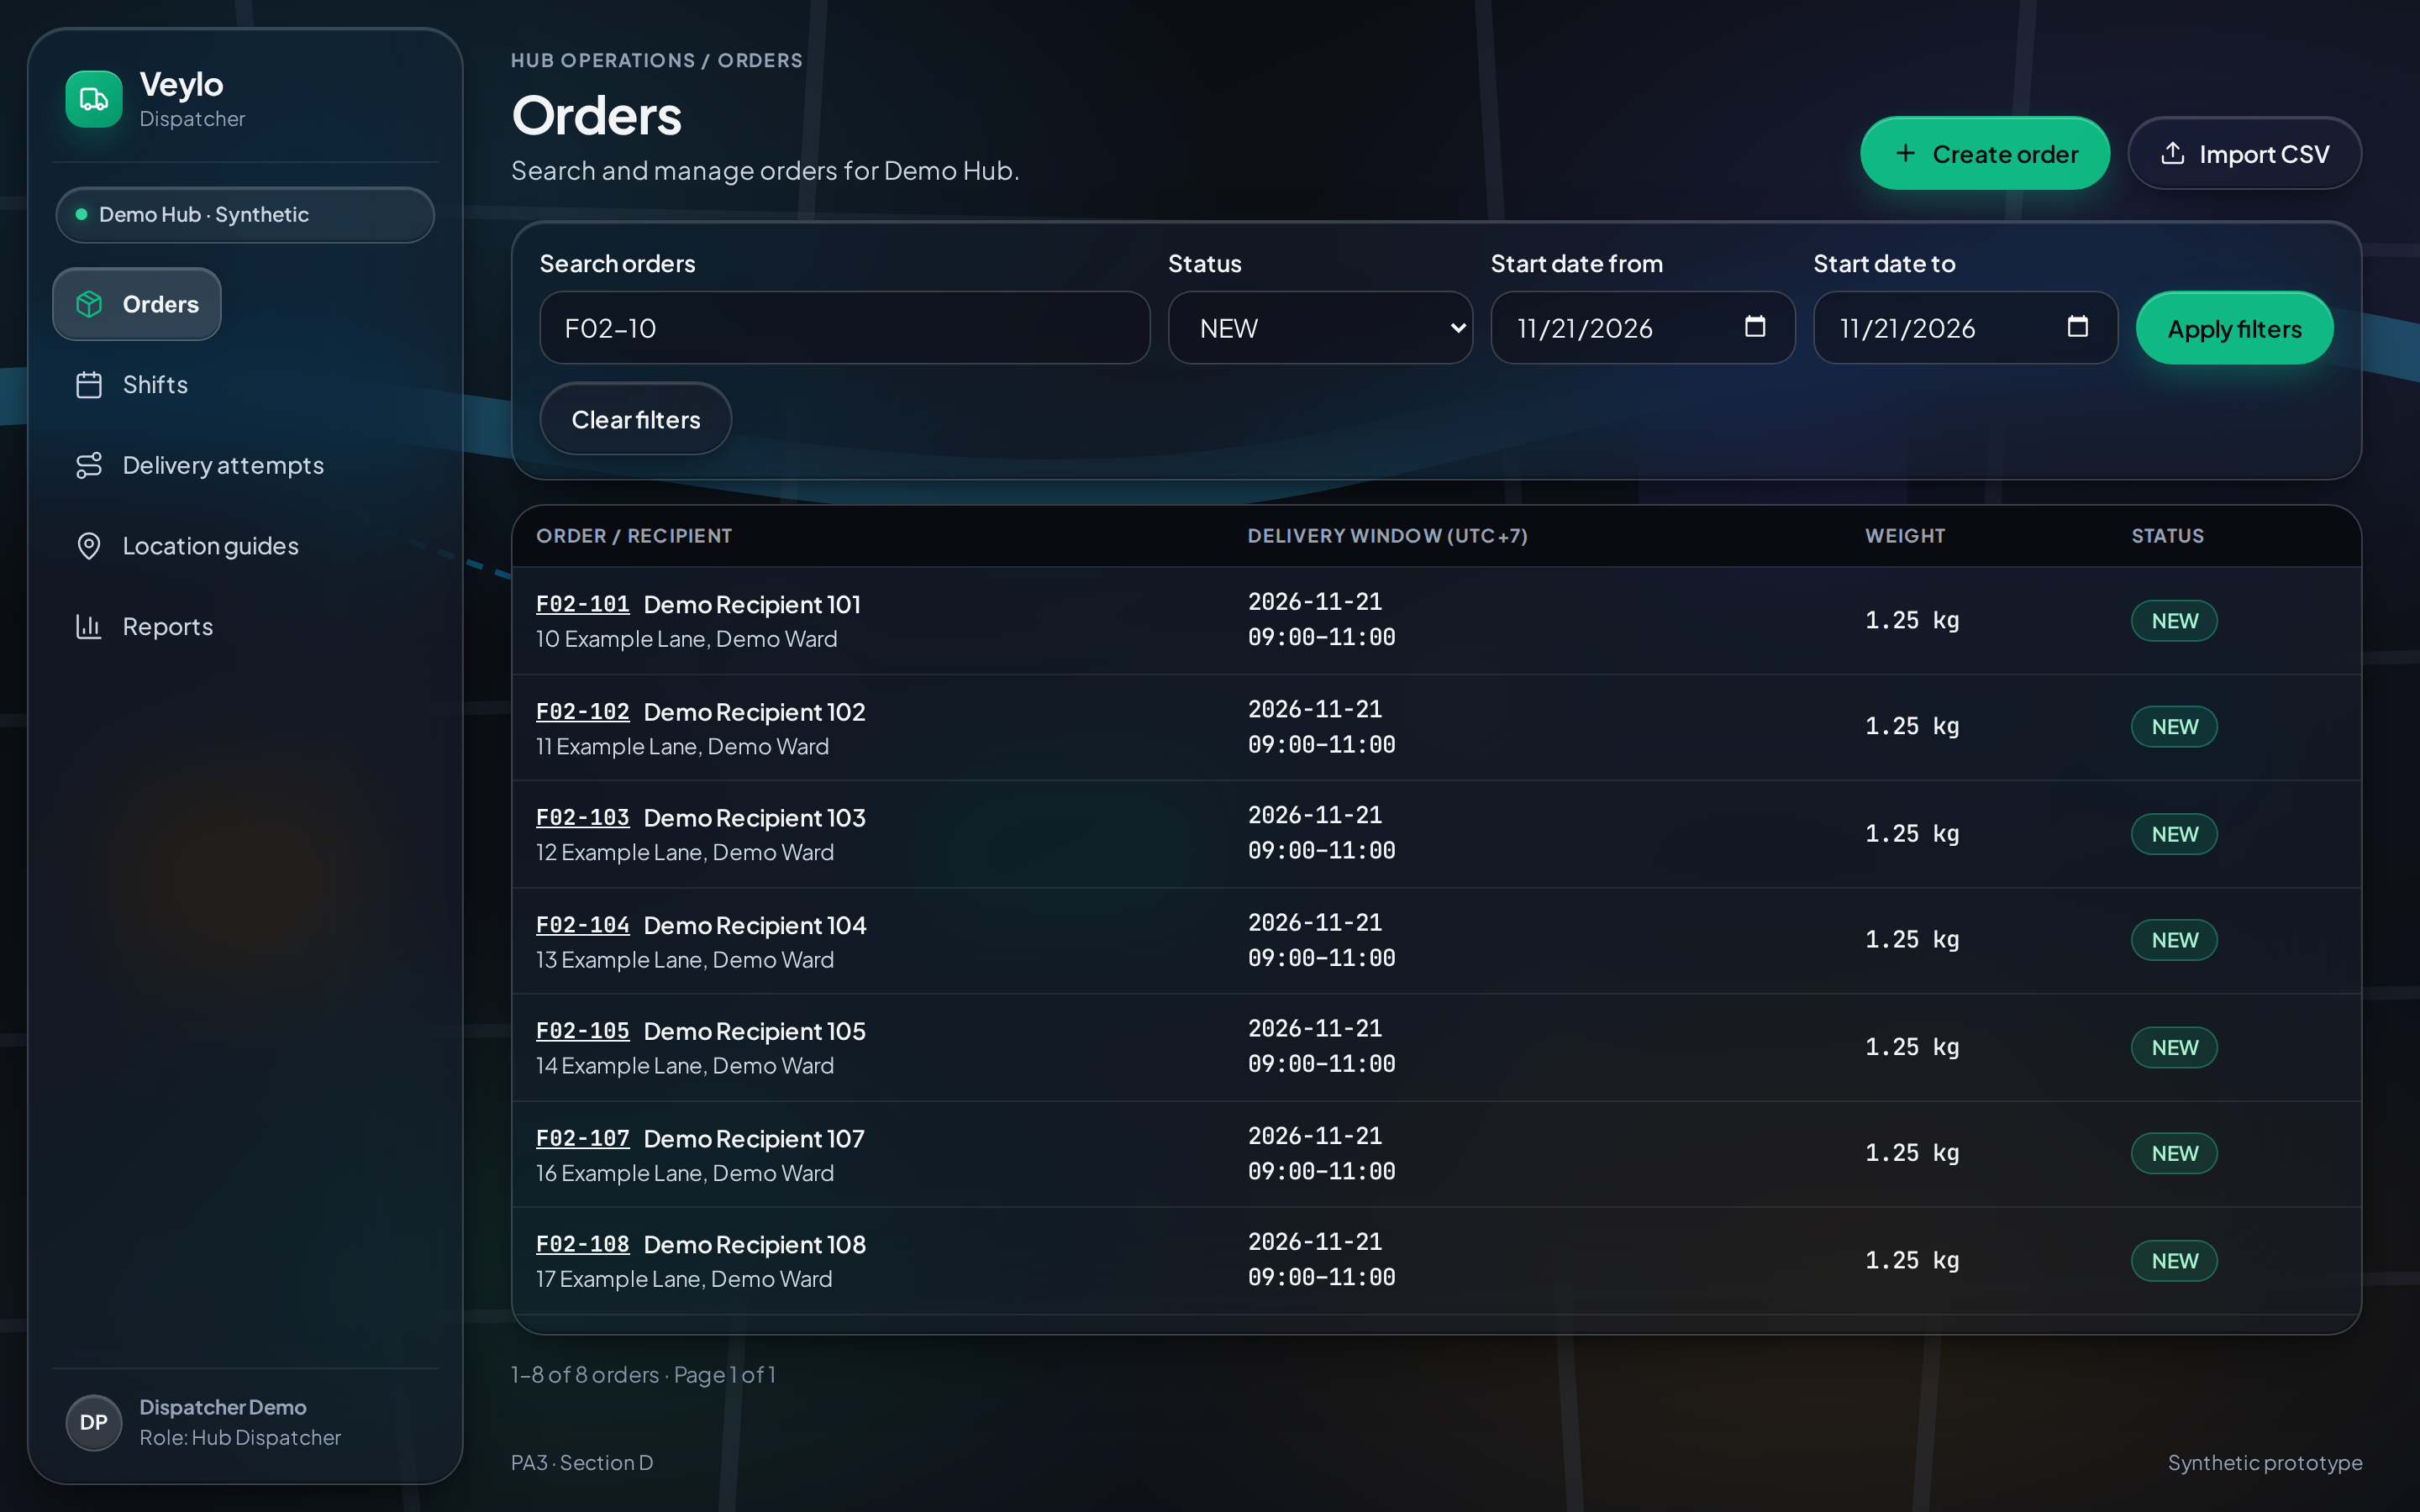 Veylo
Dispatcher
Demo Hub · Synthetic
Orders
Shifts
Delivery attempts
Location guides
Reports
DP
Dispatcher Demo
Role: Hub Dispatcher
HUB OPERATIONS / ORDERS
Orders
Search and manage orders for Demo Hub.
Create order
Import CSV
Search orders
Status
Start date from
Start date to
F02-10
NEW
11/21/2026
11/21/2026
Apply filters
Clear filters
ORDER / RECIPIENT
DELIVERY WINDOW (UTC+7)
WEIGHT
STATUS
F02-101 Demo Recipient 101
10 Example Lane, Demo Ward
2026-11-21
09:00–11:00
1.25 kg
NEW
F02-102 Demo Recipient 102
11 Example Lane, Demo Ward
2026-11-21
09:00–11:00
1.25 kg
NEW
F02-103 Demo Recipient 103
12 Example Lane, Demo Ward
2026-11-21
09:00–11:00
1.25 kg
NEW
F02-104 Demo Recipient 104
13 Example Lane, Demo Ward
2026-11-21
09:00–11:00
1.25 kg
NEW
F02-105 Demo Recipient 105
14 Example Lane, Demo Ward
2026-11-21
09:00–11:00
1.25 kg
NEW
F02-107 Demo Recipient 107
16 Example Lane, Demo Ward
2026-11-21
09:00–11:00
1.25 kg
NEW
F02-108 Demo Recipient 108
17 Example Lane, Demo Ward
2026-11-21
09:00–11:00
1.25 kg
NEW
1–8 of 8 orders · Page 1 of 1
PA3 · Section D
Synthetic prototype